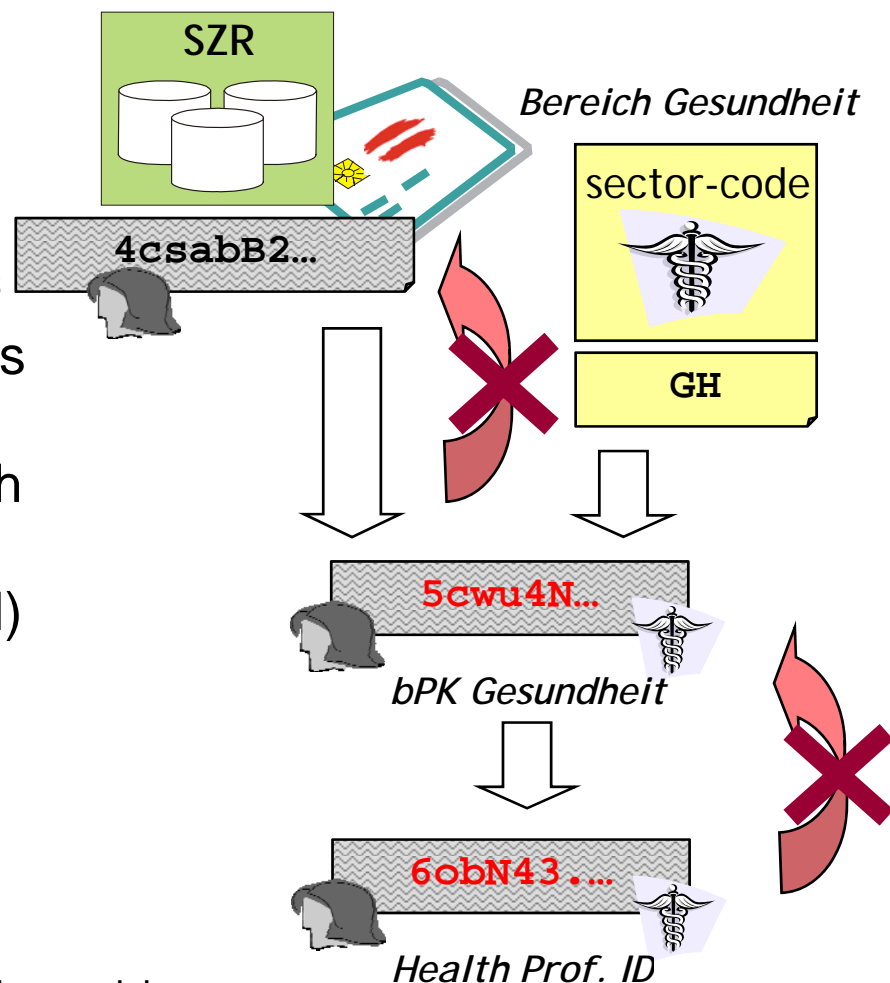 SZR
Bereich Gesundheit
sector-code
4csabB2…
s
GH
h
l)
5cwu4N…
bPK Gesundheit
6obN43.…
Health Prof. ID